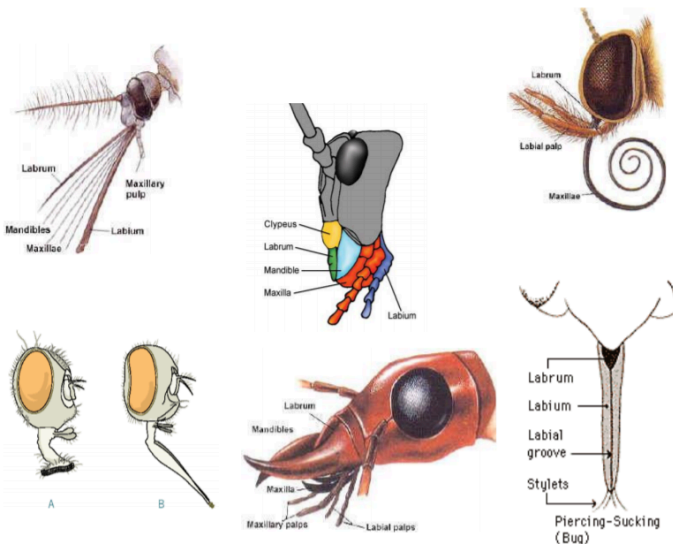 Labrum
Maxillary
pulp
Mandibles
Maxillae
Labium
Clypeus
Labrum
Mandible
Maxilla
Labium
Labrum
Labial palp
Maxillae
A
B
Labrum
Mandibles
Maxilla
Maxillary palps
Labial palps
Labrum
Labium
Labial
groove
Stylets
Piercing-Sucking
(Bug)